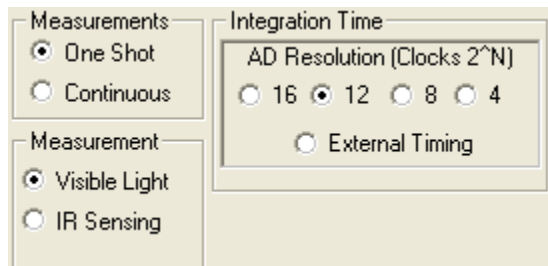 Measurements
One Shot
Continuous
Measurement
Visible Light
IR Sensing
Integration Time
AD Resolution (Clocks 2^N)
16 12 8 4
External Timing